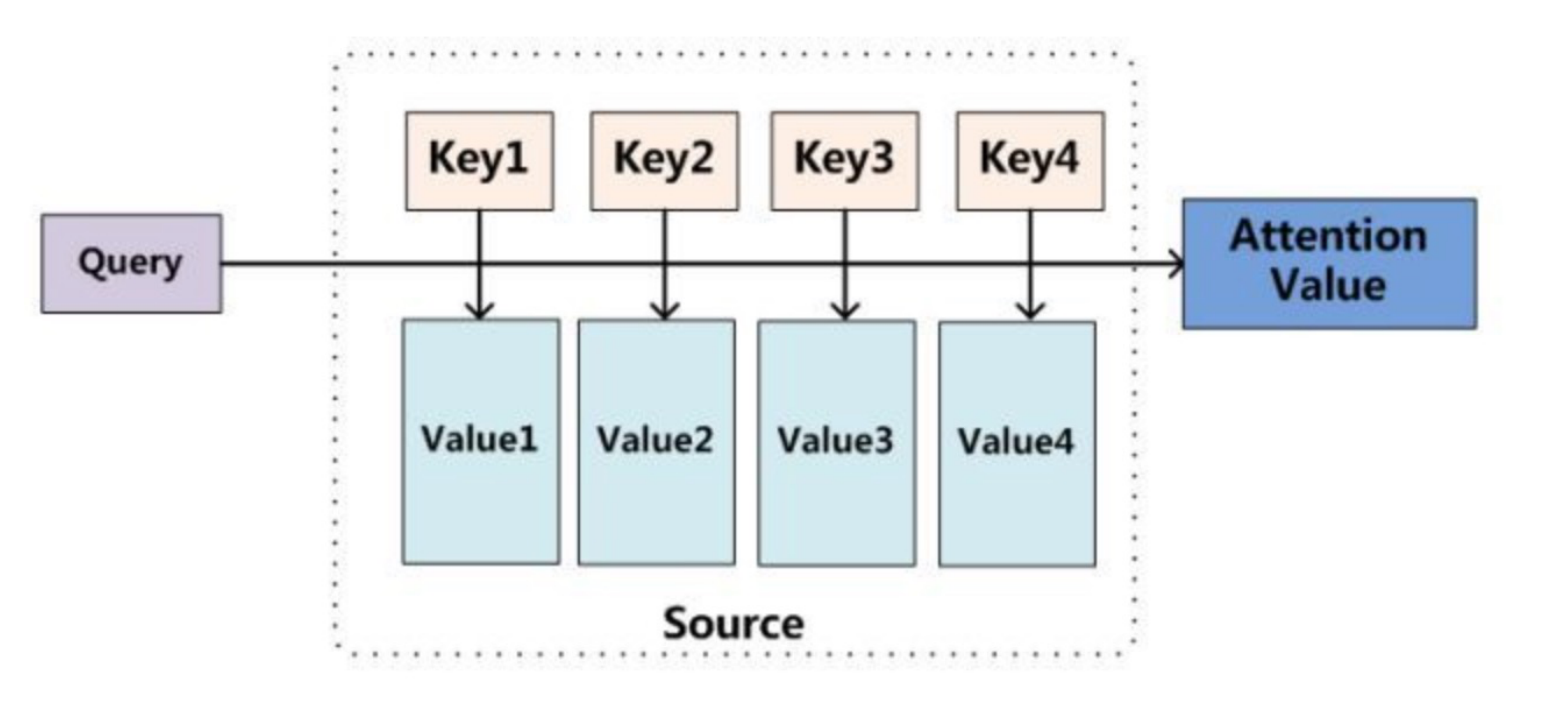 Key1 Key2 Key3 Key4
Query
Attention
Value
Value1 Value2 Value3 Value4
Source